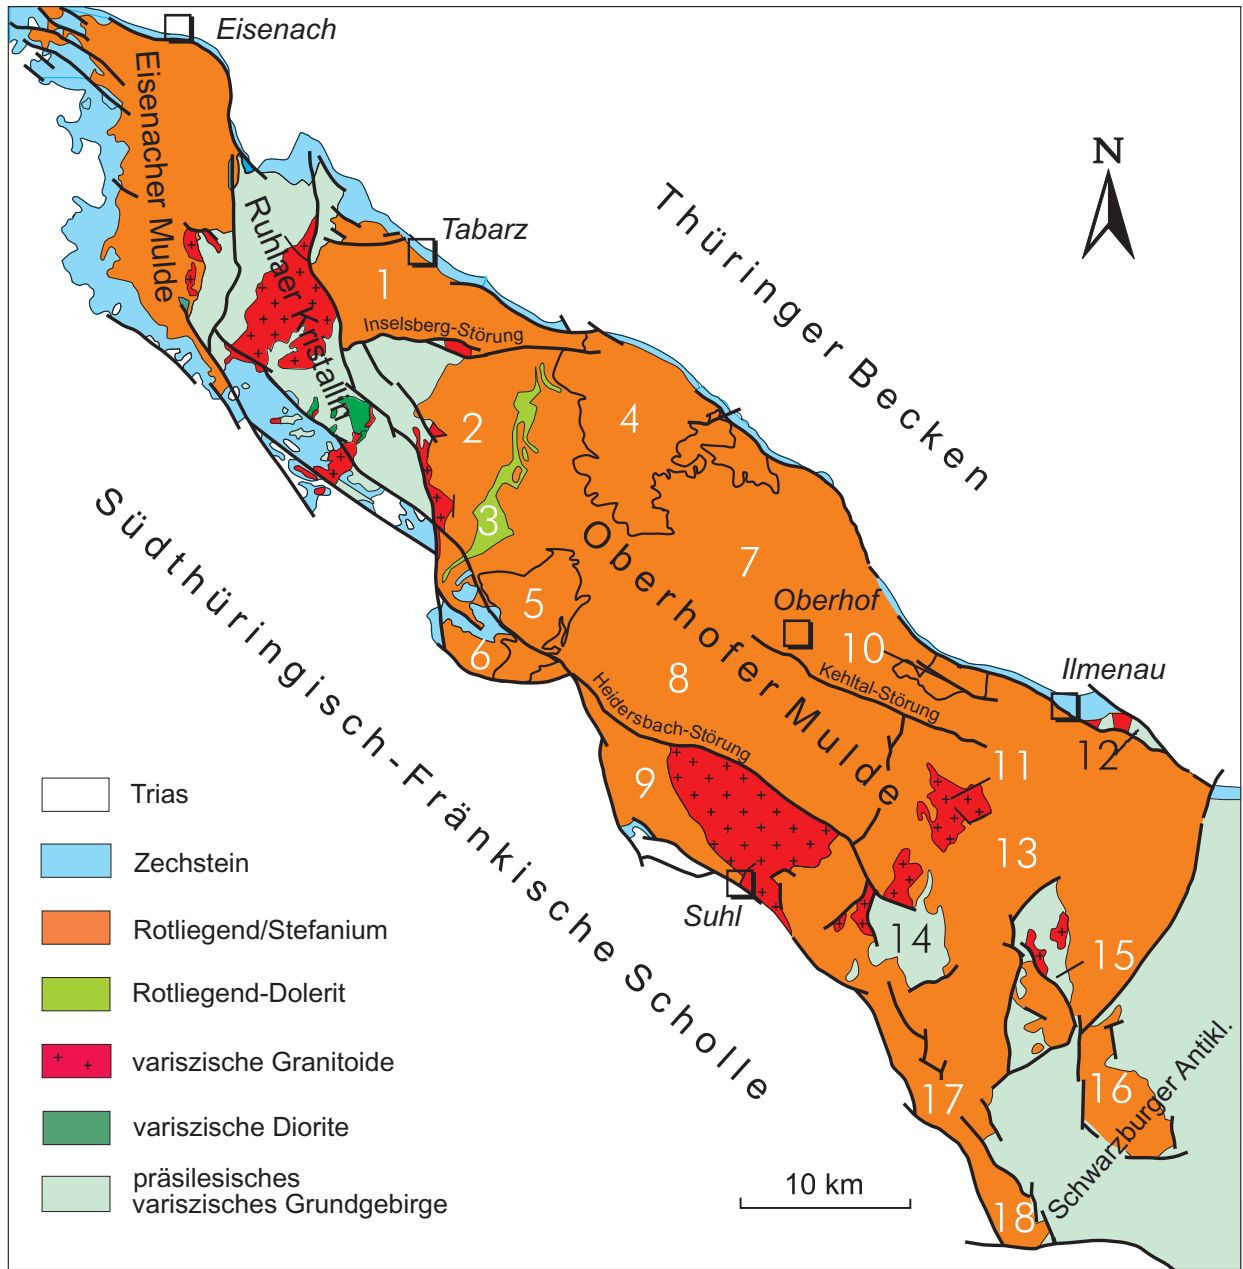 Eisenach
Eisenacher Mulde
Ruhlaer Kristallin
Tabarz
1
Inselsberg-Störung
N
Thüringer Becken
2
3
4
5
6
7
Oberhofer Mulde
Oberhof
8
10
Kehltal-Störung
Ilmenau
Heidersbach-Störung
9
11
12
13
Südthüringisch-Fränkische Scholle
Suhl
14
15
16
17
18
Schwarzburger Antikl.
Trias
Zechstein
Rotliegend/Stefanium
Rotliegend-Dolerit
variszische Granitoide
variszische Diorite
präsilesisches
variszisches Grundgebirge
10 km